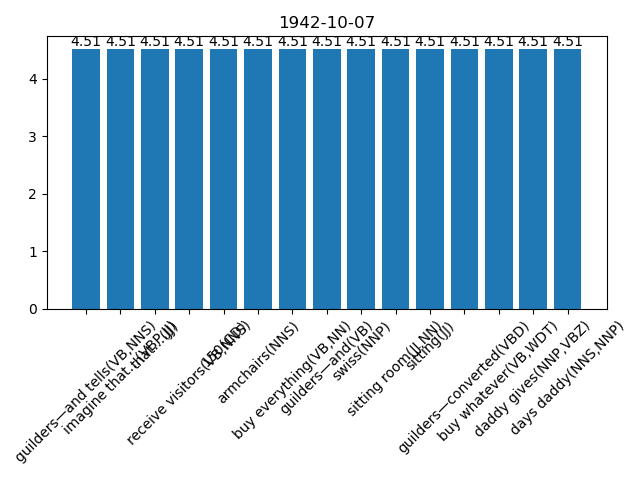 1942-10-07
4.51 4.51 4.51 4.51 4.51 4.51 4.51 4.51 4.51 4.51 4.51 4.51 4.51 4.51 4.51
4
3
2
1
0
guilders—and tells(VB,NNS)
imagine that
receive visitors(VB,NNS)
armchairs(NNS)
buy everything(VB,NN)
guilders—and(VB)
swiss(NNP)
sitting room(JJ,NN)
sitting(JJ)
guilders—converted(VBD)
buy whatever(VB,WDT)
daddy gives(NNP,VBZ)
days daddy(NNS,NNP)